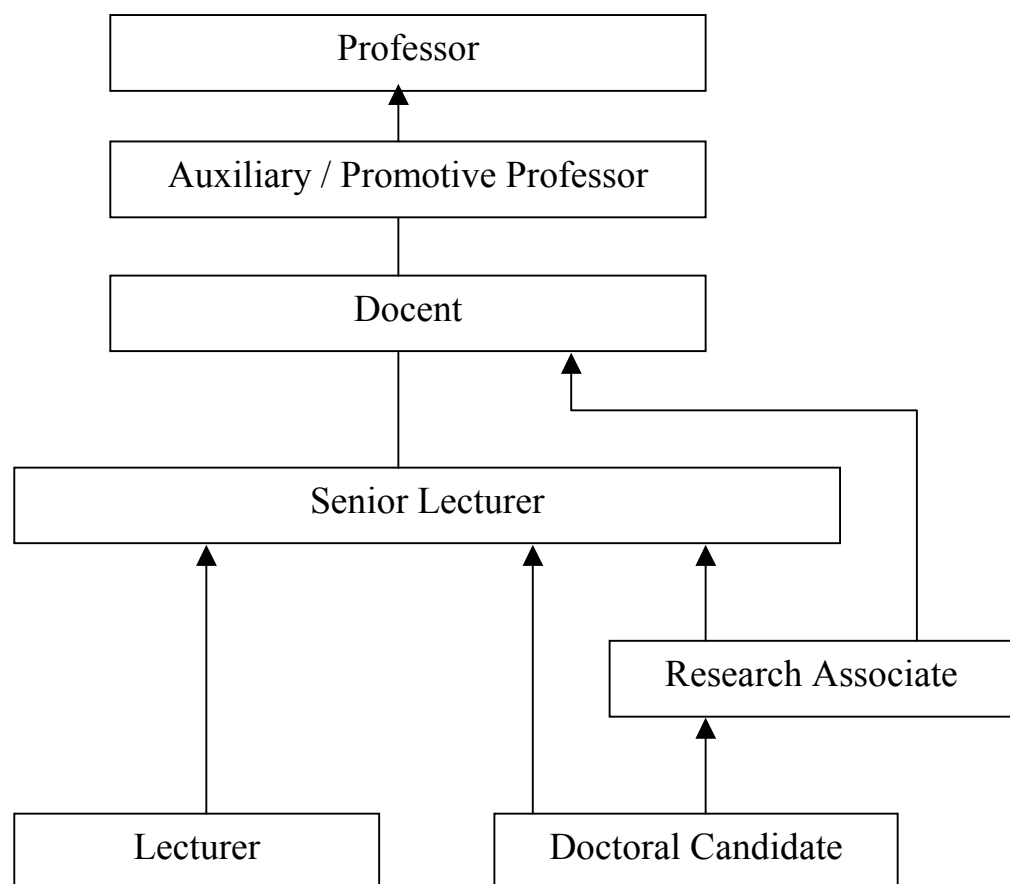 Professor
Auxiliary / Promotive Professor
Docent
Senior Lecturer
Research Associate
Lecturer
Doctoral Candidate